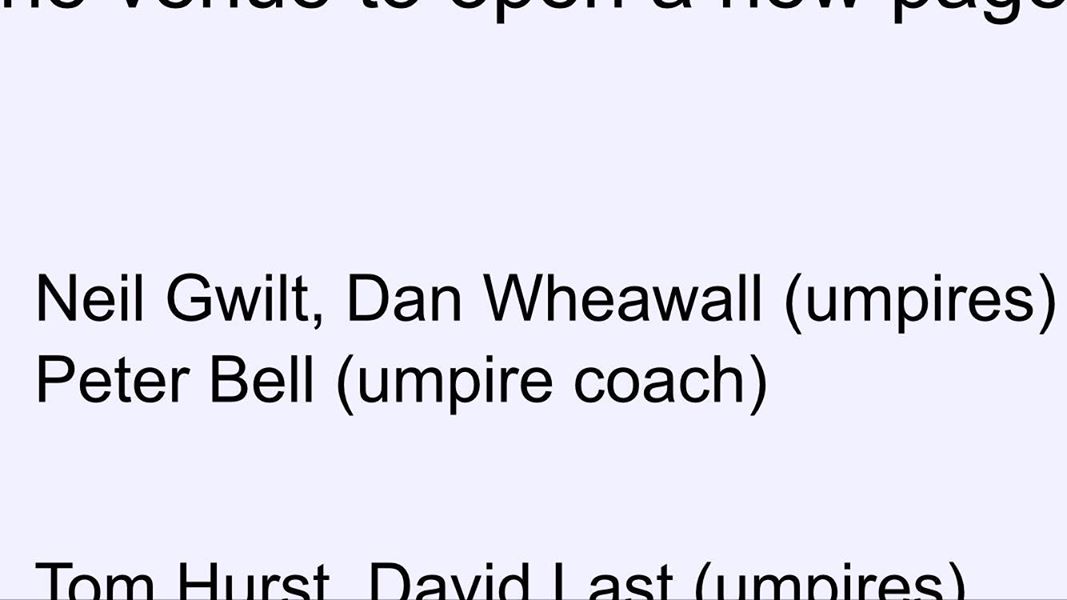 venue to open a new page
Neil Gwilt, Dan Wheawall (umpires)
Peter Bell (umpire coach)
Tom Hurst, David Last (umpires)